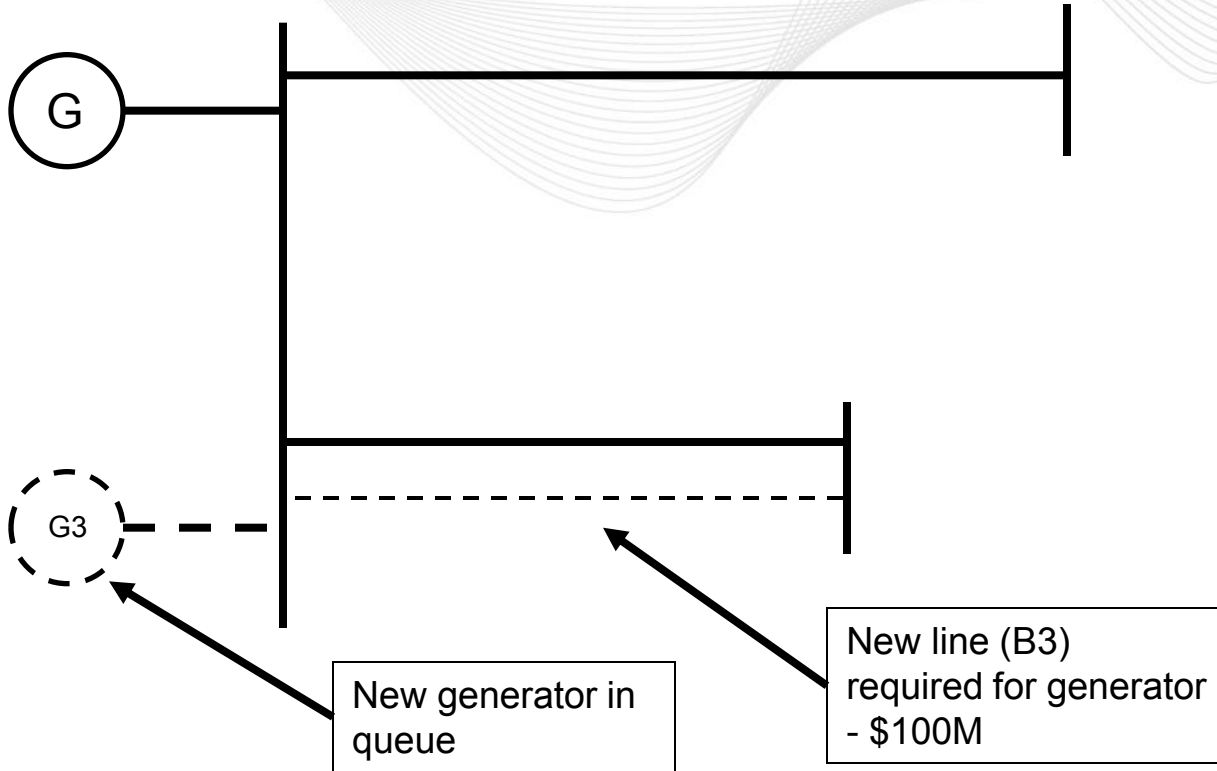 G
G3
New generator in
queue
New line (B3)
required for generator
- $100M